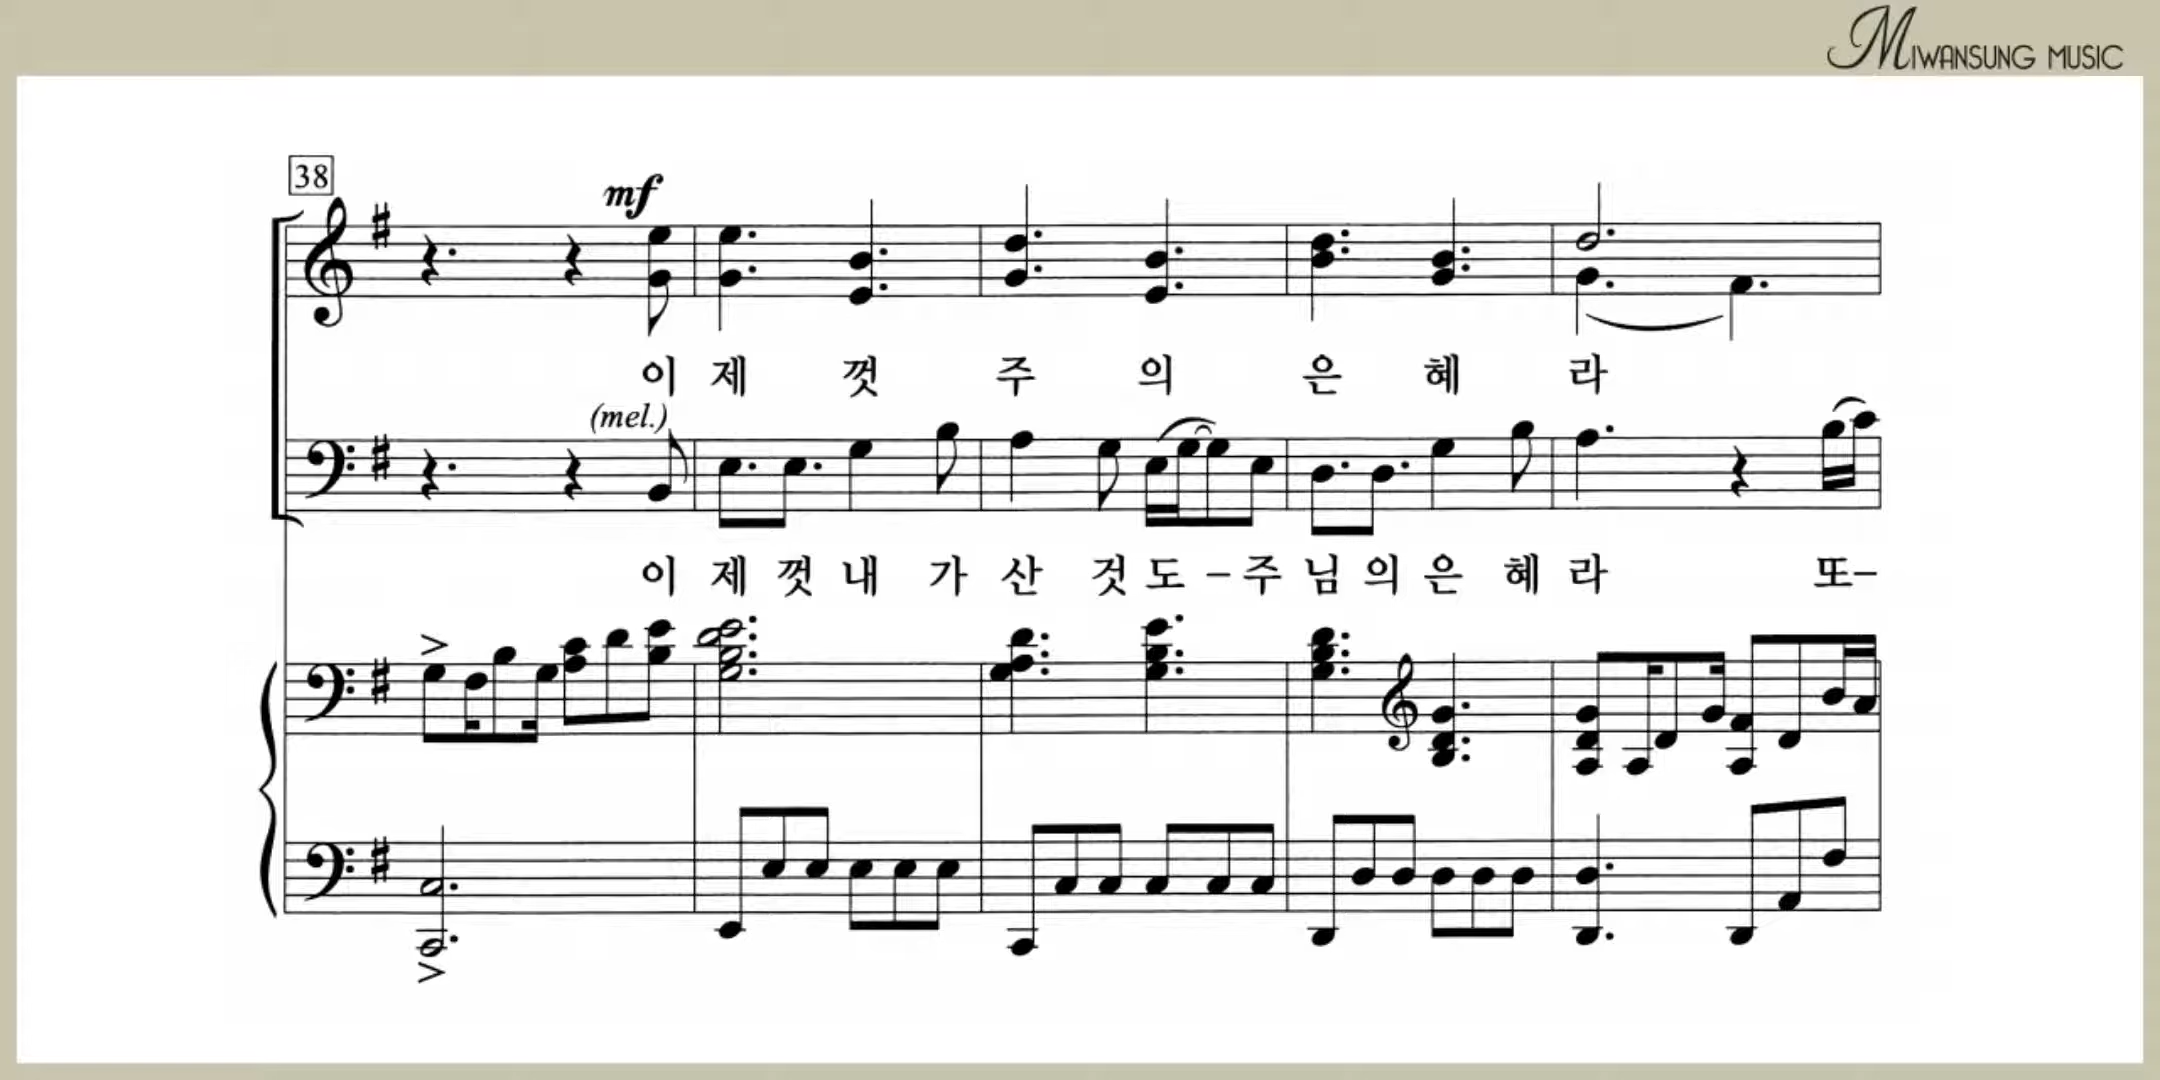 MIWANSUNG MUSIC
38
mf
이 제 껏 주 의 은 혜 라
(mel.)
이 제 껏 내 가 산 것 도 - 주 님 의 은 혜 라 또-